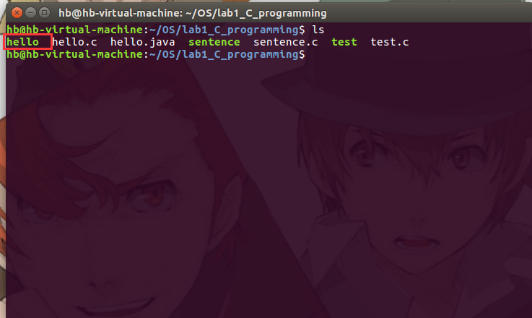 hb@hb-virtual-machine: ~/OS/lab1_C_programming
hb@hb-virtual-machine:~/OS/lab1_C_programming$ ls
hello hello.c hello.java sentence sentence.c test test.c
hb@hb-virtual-machine:~/OS/lab1_C_programming$